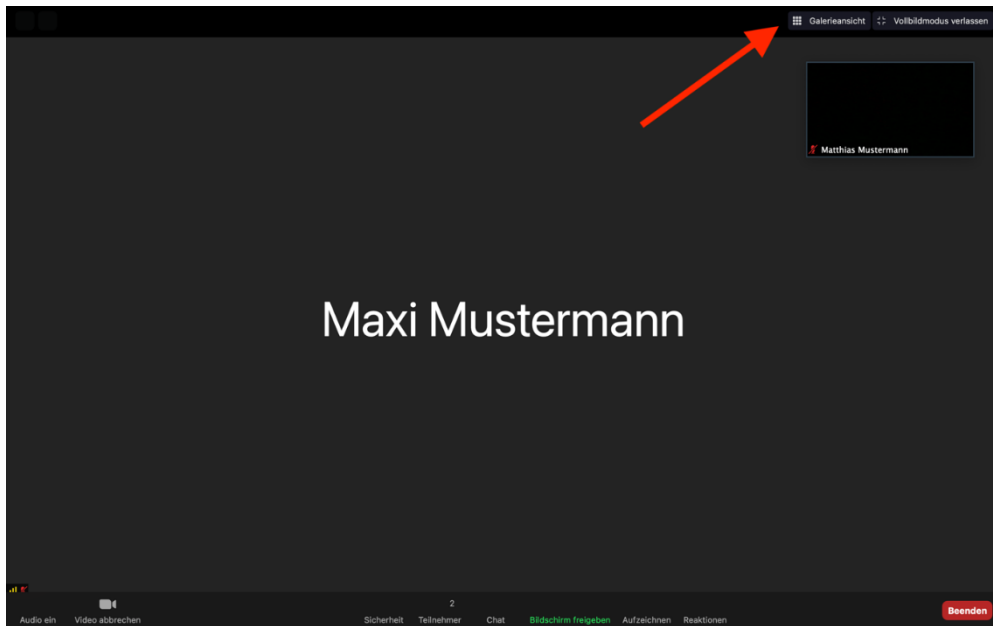 Galerieansicht Vollbildmodus verlassen
Matthias Mustermann
Maxi Mustermann
2
Audio ein Video abbrechen Sicherheit Teilnehmer Chat Bildschirm freigeben Aufzeichnen Reaktionen Beenden